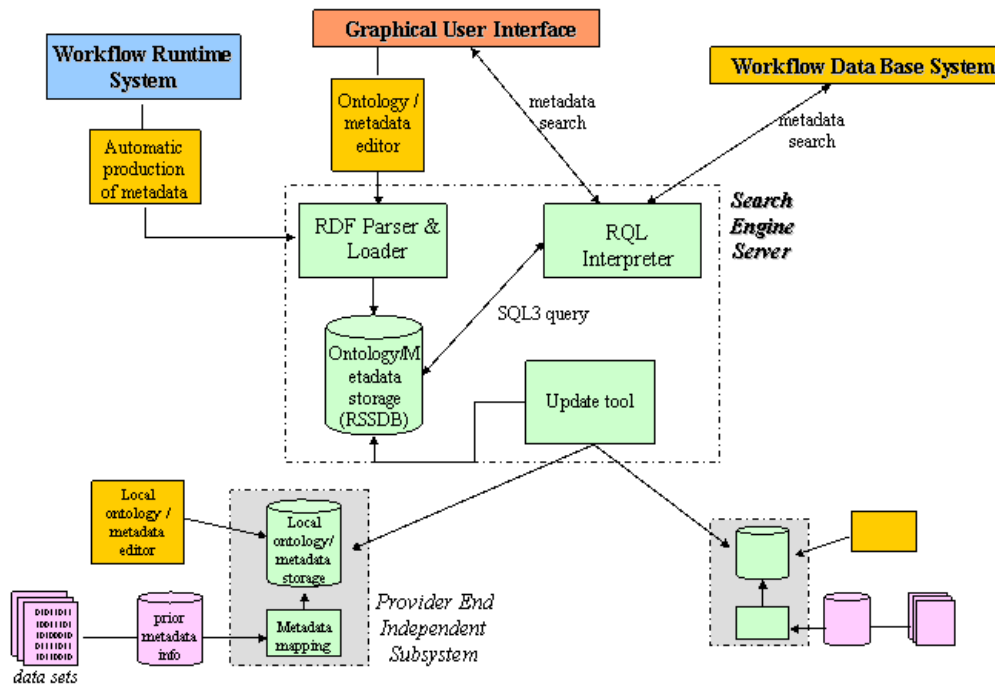 Graphical User Interface
Workflow Runtime
System
Workflow Data Base System
Ontology /
metadata
editor
metadata
search
metadata
search
Automatic
production
of metadata
Search
Engine
Server
RDF Parser &
Loader
RQL
Interpreter
SQL3 query
Ontology/M
etadata
storage
(RSSDB)
Update tool
Local
ontology /
metadata
editor
Local
ontology/
metadata
storage
Provider End
Independent
Subsystem
prior
metadata
info
Metadata
mapping
data sets